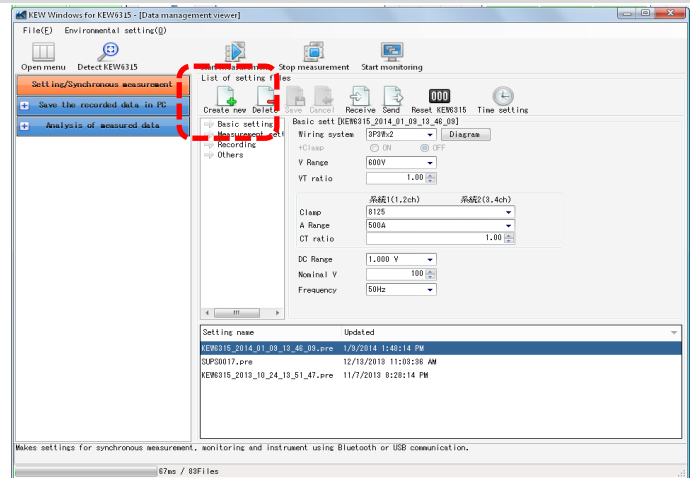 KEW Windows for KEW6315 - [Data management viewer]
File(F) Environmental setting(O)
Open menu Detect KEW6315 Start measurement Stop measurement Start monitoring
Setting/Synchronous measurement
Save the recorded data in PC
Analysis of measured data
List of setting files
Create new Delete Save Cancel Receive Send Reset KEW6315 Time setting
000
Basic setting
Measurement sett
Recording
Others
Basic sett [KEW6315_2014_01_09_13_46_09]
Wiring system 3P3Wx2 Diagram
+Clamp ON OFF
V Range 600V
VT ratio 1.00
系統1(1.2ch) 系統2(3.4ch)
Clamp 8125
A Range 500A
CT ratio 1.00
DC Range 1.000 V
Nominal V 100
Frequency 50Hz
Setting name Updated
KEW6315_2014_01_09_13_46_09.pre 1/9/2014 1:48:14 PM
SUPS0017.pre 12/13/2013 11:03:36 AM
KEW6315_2013_10_24_13_51_47.pre 11/7/2013 8:28:14 PM
Makes settings for synchronous measurement, monitoring and instrument using Bluetooth or USB communication.
67ms / 83Files